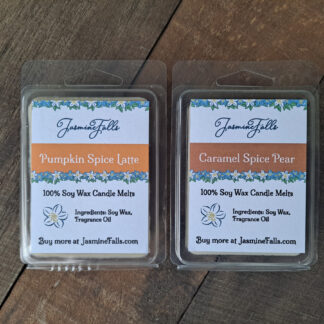 JasmineFalls
Pumpkin Spice Latte
100% Soy Wax Candle Melts
Ingredients: Soy Wax,
Fragrance Oil
Buy more at JasmineFalls.com
JasmineFalls
Caramel Spice Pear
100% Soy Wax Candle Melts
Ingredients: Soy Wax,
Fragrance Oil
Buy more at JasmineFalls.com